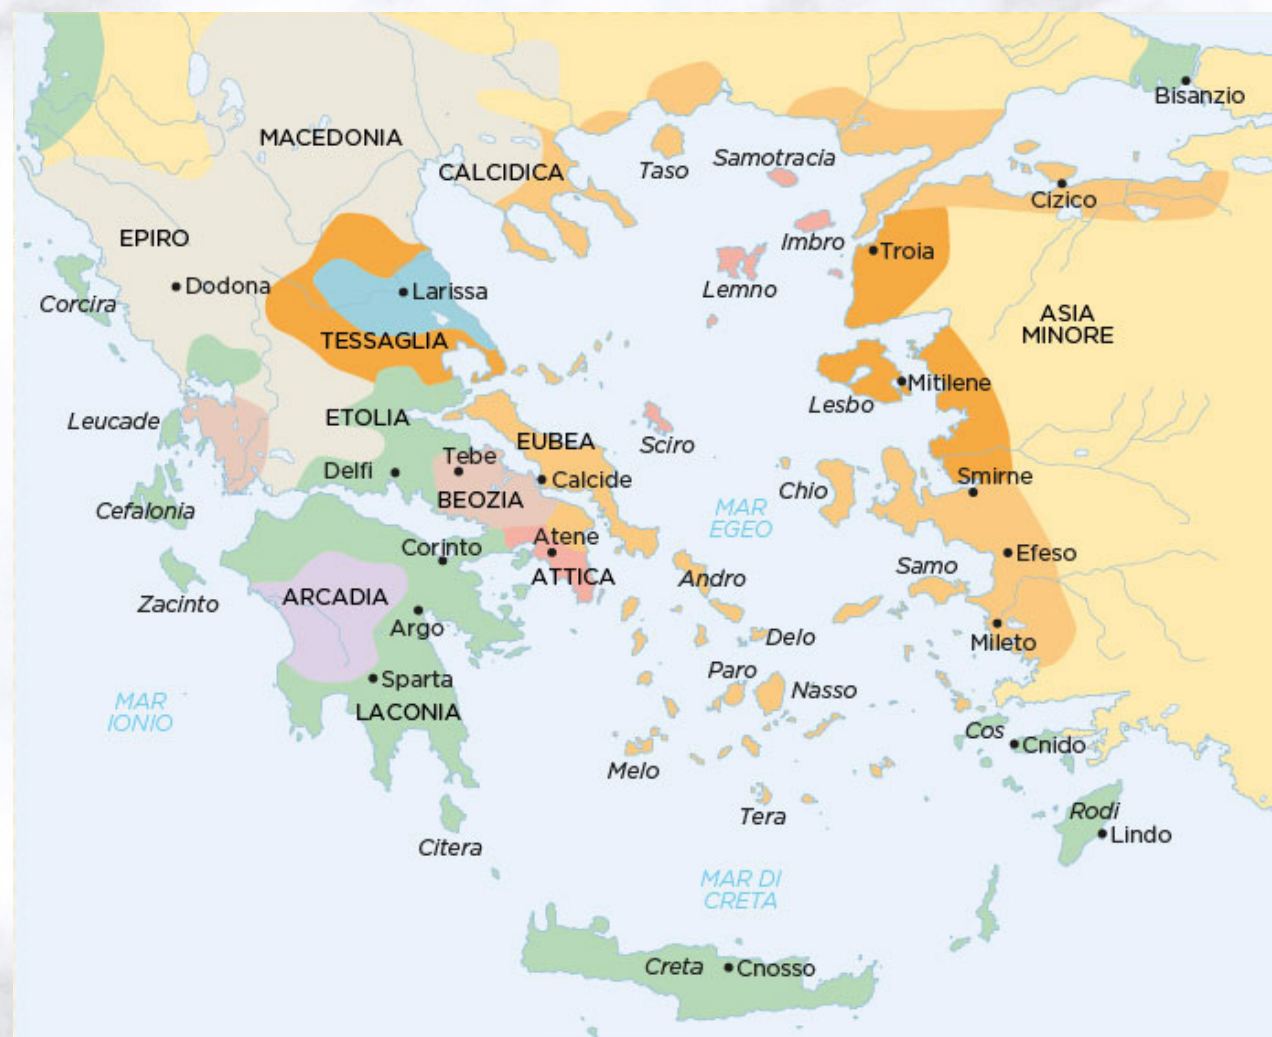 Bisanzio
MACEDONIA
CALCIDICA
Taso
Samotracia
Cizico
EPIRO
Imbro
Troia
Dodona
Larissa
Lemno
Corcira
ASIA
MINORE
TESSAGLIA
Mitilene
Lesbo
Leucade
ETOLIA
EUBEA
Sciro
Delfi
Tebe
Calcide
Smirne
Chio
BEOZIA
Cefalonia
MAR
EGEO
Corinto
Atene
Efeso
ATTICA
Andro
Samo
Zacinto
ARCADIA
Argo
Delo
Mileto
Sparta
Paro
Nasso
MAR
IONIO
LACONIA
Cos
Cnido
Melo
Tera
Rodi
Lindo
Citera
MAR DI
CRETA
Creta
Cnosso